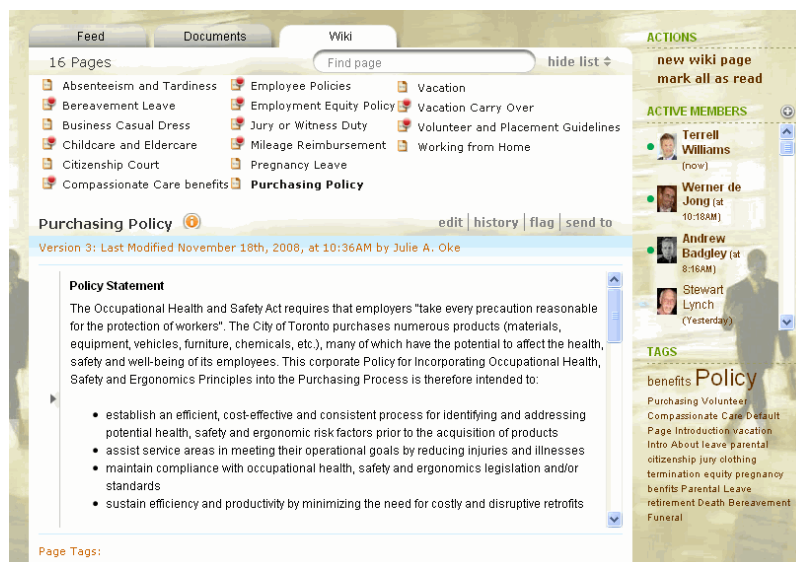 Feed
Documents
Wiki
16 Pages
Find page
hide list
Absenteeism and Tardiness
Bereavement Leave
Business Casual Dress
Childcare and Eldercare
Citizenship Court
Compassionate Care benefits
Employee Policies
Employment Equity Policy
Jury or Witness Duty
Mileage Reimbursement
Pregnancy Leave
Purchasing Policy
Vacation
Vacation Carry Over
Volunteer and Placement Guidelines
Working from Home
Purchasing Policy
edit | history | flag | send to
Version 3: Last Modified November 18th, 2008, at 10:36AM by Julie A. Oke
Policy Statement
The Occupational Health and Safety Act requires that employers "take every precaution reasonable
for the protection of workers". The City of Toronto purchases numerous products (materials,
equipment, vehicles, furniture, chemicals, etc.), many of which have the potential to affect the health,
safety and well-being of its employees. This corporate Policy for Incorporating Occupational Health,
Safety and Ergonomics Principles into the Purchasing Process is therefore intended to:
• establish an efficient, cost-effective and consistent process for identifying and addressing
potential health, safety and ergonomic risk factors prior to the acquisition of products
• assist service areas in meeting their operational goals by reducing injuries and illnesses
• maintain compliance with occupational health, safety and ergonomics legislation and/or
standards
• sustain efficiency and productivity by minimizing the need for costly and disruptive retrofits
Page Tags:
ACTIONS
new wiki page
mark all as read
ACTIVE MEMBERS
Terrell
Williams
(now)
Werner de
Jong (at
10:18AM)
Andrew
Badgley (at
8:16AM)
Stewart
Lynch
(Yesterday)
TAGS
benefits Policy
Purchasing Volunteer
Compassionate Care Default
Page Introduction vacation
Intro About leave parental
citizenship jury clothing
termination equity pregnancy
benfits Parental Leave
retirement Death Bereavement
Funeral